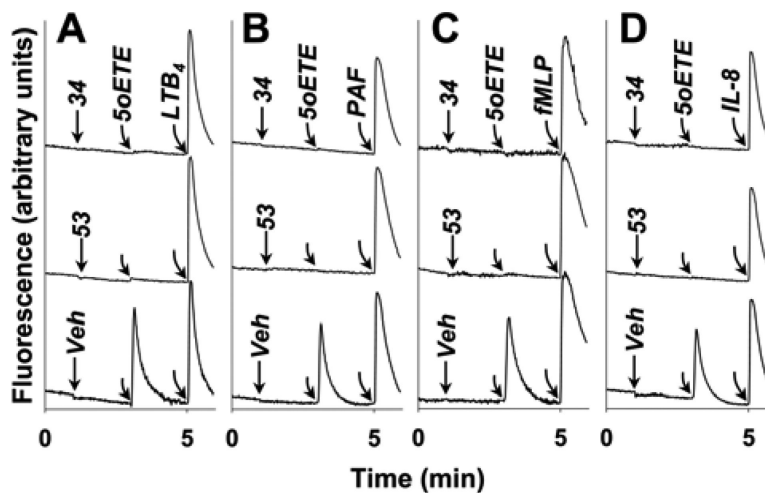 A B C D
34 5oETE LTB4 34 5oETE PAF 34 5oETE fMLP 34 5oETE IL-8
53 53 53 53
Veh Veh Veh Veh
Fluorescence (arbitrary units)
0 5 0 5 0 5 0 5
Time (min)